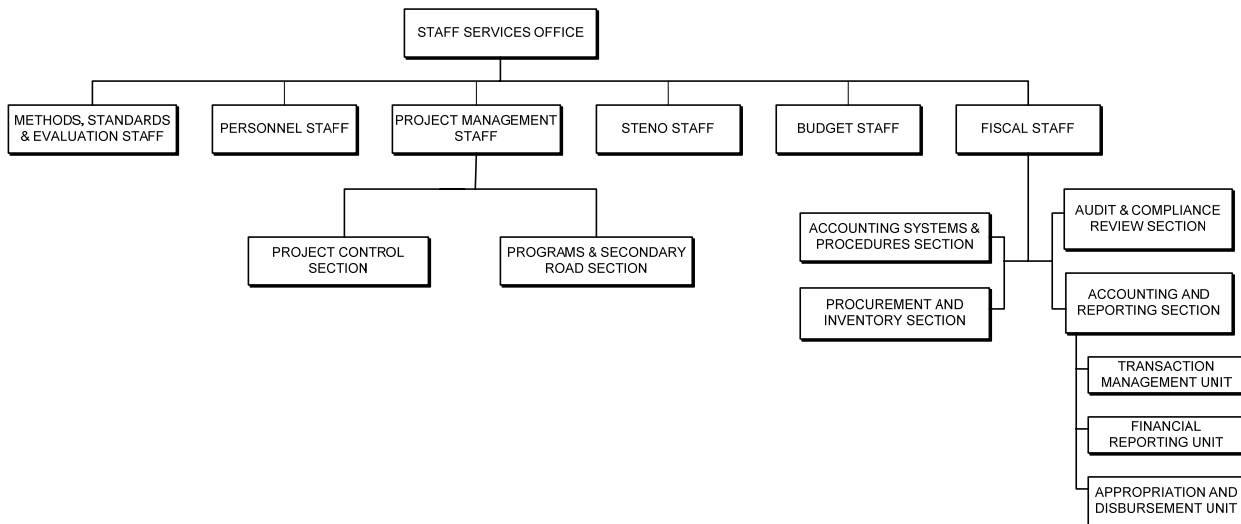 STAFF SERVICES OFFICE
METHODS, STANDARDS
& EVALUATION STAFF
PERSONNEL STAFF
PROJECT MANAGEMENT
STAFF
STENO STAFF
BUDGET STAFF
FISCAL STAFF
PROJECT CONTROL
SECTION
PROGRAMS & SECONDARY
ROAD SECTION
ACCOUNTING SYSTEMS &
PROCEDURES SECTION
AUDIT & COMPLIANCE
REVIEW SECTION
PROCUREMENT AND
INVENTORY SECTION
ACCOUNTING AND
REPORTING SECTION
TRANSACTION
MANAGEMENT UNIT
FINANCIAL
REPORTING UNIT
APPROPRIATION AND
DISBURSEMENT UNIT